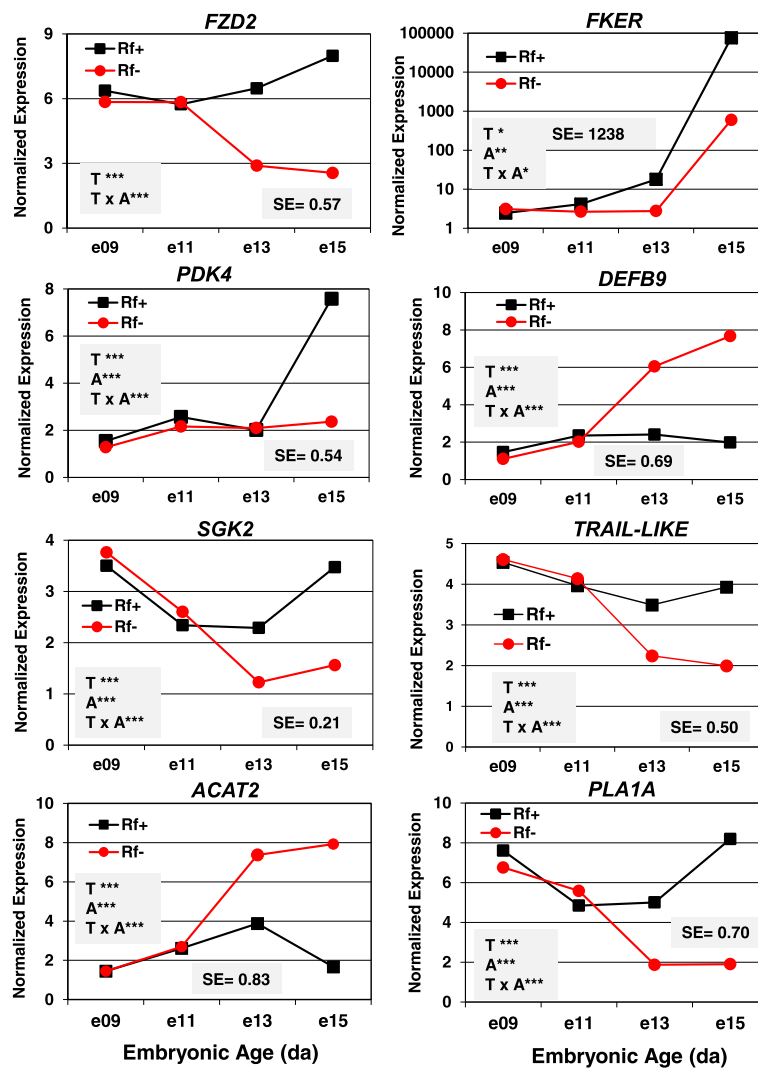 FZD2
Normalized Expression
9
6
3
0
Rf+
Rf-
T ***
T x A***
SE= 0.57
e09 e11 e13 e15
FKER
Normalized Expression
100000
10000
1000
100
10
1
Rf+
Rf-
T * SE= 1238
A**
T x A*
e09 e11 e13 e15
PDK4
Normalized Expression
8
6
4
2
0
Rf+
Rf-
T ***
A***
T x A***
SE= 0.54
e09 e11 e13 e15
DEFB9
Normalized Expression
10
8
6
4
2
0
Rf+
Rf-
T ***
A***
T x A***
SE= 0.69
e09 e11 e13 e15
SGK2
Normalized Expression
4
3
2
1
0
Rf+
Rf-
T ***
A***
T x A***
SE= 0.21
e09 e11 e13 e15
TRAIL-LIKE
Normalized Expression
5
4
3
2
1
0
Rf+
Rf-
T ***
A***
T x A***
SE= 0.50
e09 e11 e13 e15
ACAT2
Normalized Expression
10
8
6
4
2
0
Rf+
Rf-
T ***
A***
T x A***
SE= 0.83
e09 e11 e13 e15
Embryonic Age (da)
PLA1A
Normalized Expression
10
8
6
4
2
0
Rf+
Rf-
SE= 0.70
T ***
A***
T x A***
e09 e11 e13 e15
Embryonic Age (da)